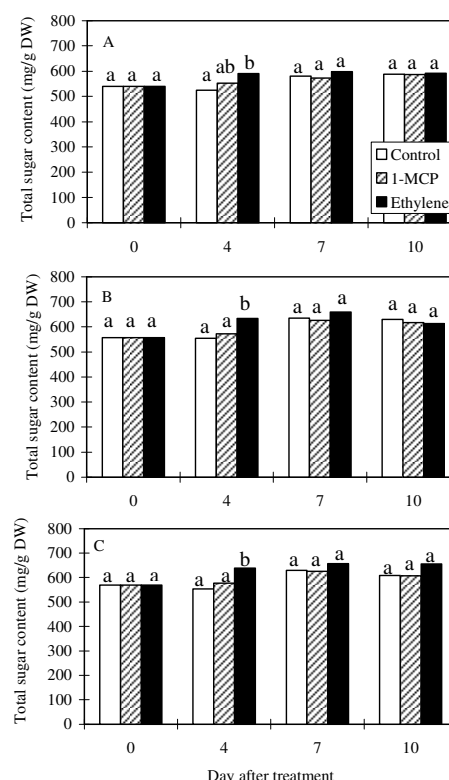 800
A
700
a a a a ab b a a a a a a
600
500
400
Control
300
1-MCP
200
Ethylene
100
0
0 4 7 10
Total sugar content (mg/g DW)
800
B
700
a a a a a b a a a a a a
600
500
400
300
200
100
0
0 4 7 10
Total sugar content (mg/g DW)
800
C
700
a a a a a b a a a a a a
600
500
400
300
200
100
0
0 4 7 10
Total sugar content (mg/g DW)
Day after treatment